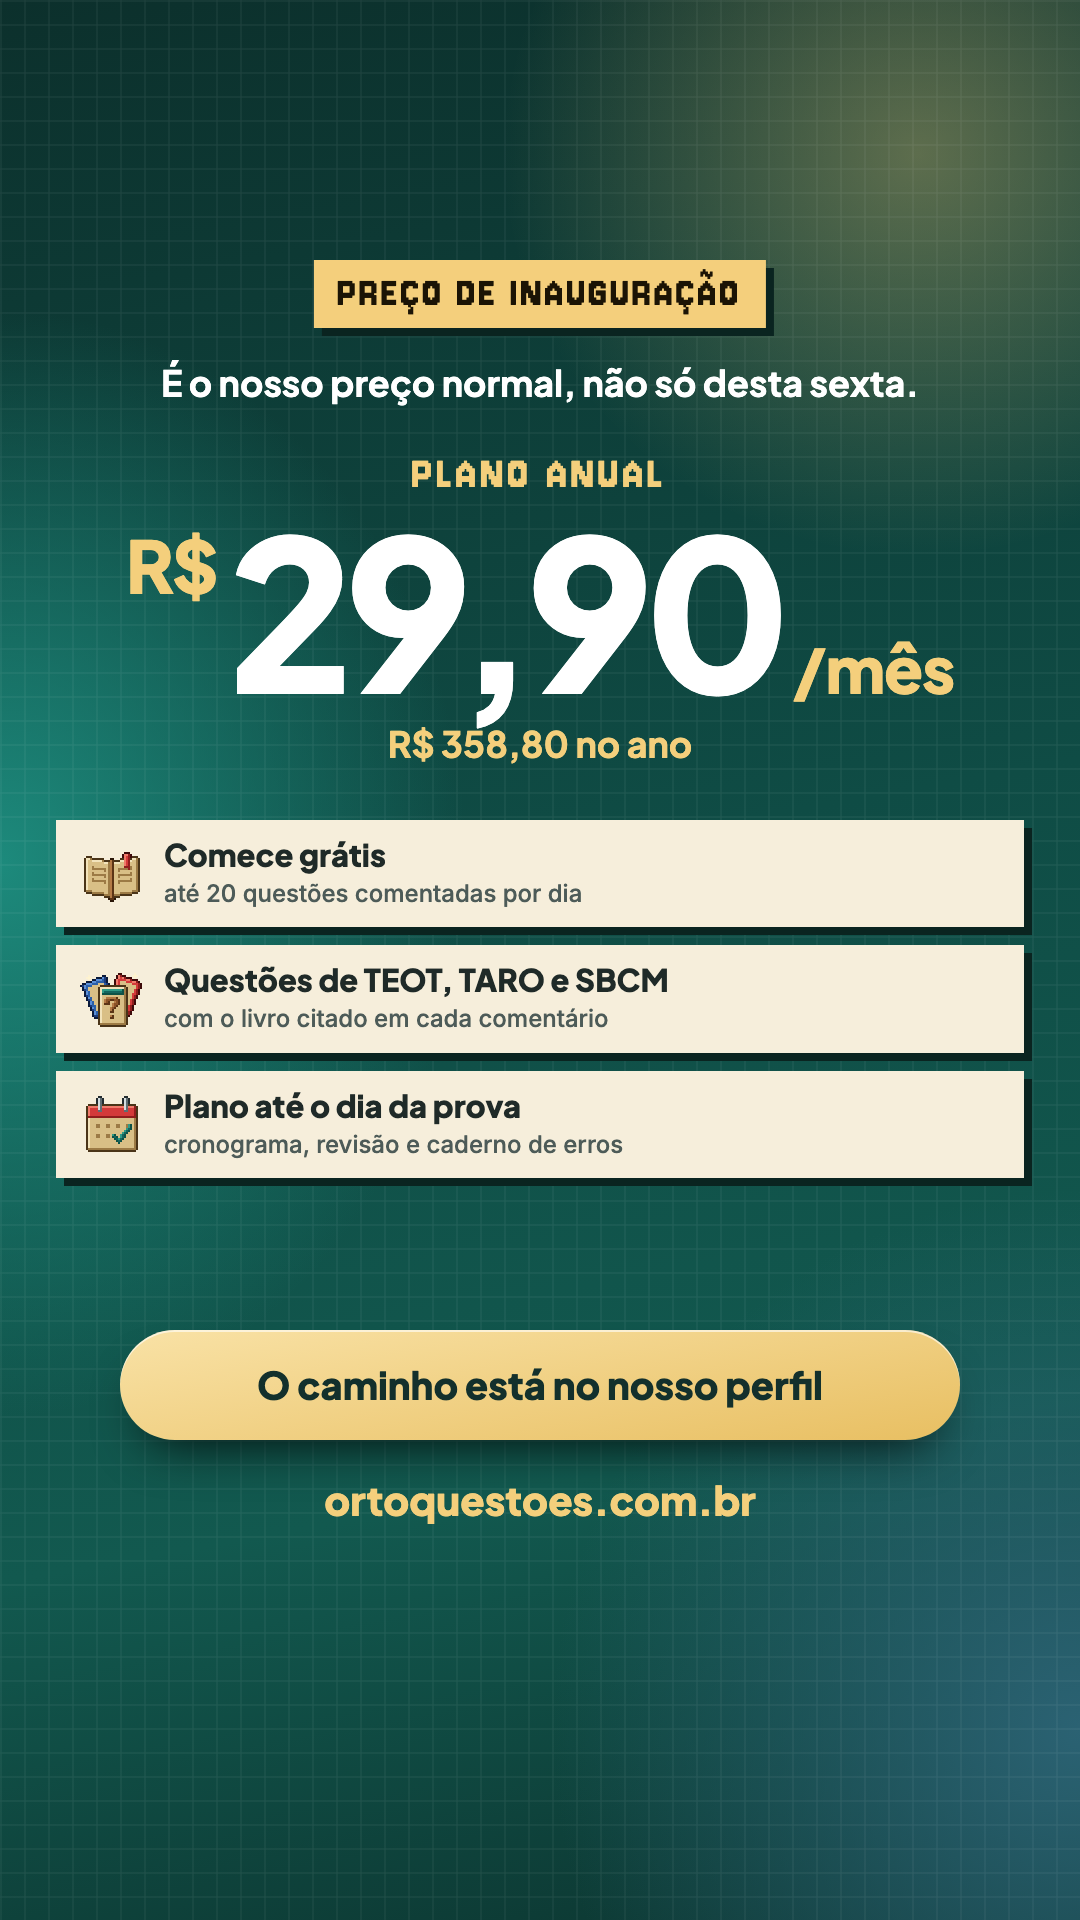 PREÇO DE INAUGURAÇÃO
É o nosso preço normal, não só desta sexta.
PLANO ANUAL
R$ 29,90 /mês
R$ 358,80 no ano
Comece grátis
até 20 questões comentadas por dia
Questões de TEOT, TARO e SBCM
com o livro citado em cada comentário
Plano até o dia da prova
cronograma, revisão e caderno de erros
O caminho está no nosso perfil
ortoquestoes.com.br